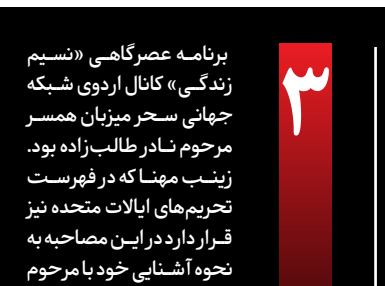 ۳
برنامه عصرگاهی «نسیم
زندگی» کانال اردوی شبکه
جهانی سحر میزبان همسر
مرحوم نادر طالب‌زاده بود.
زینب مهنا که در فهرست
تحریم‌های ایالات متحده نیز
قرار دارد در این مصاحبه به
نحوه آشنایی خود با مرحوم